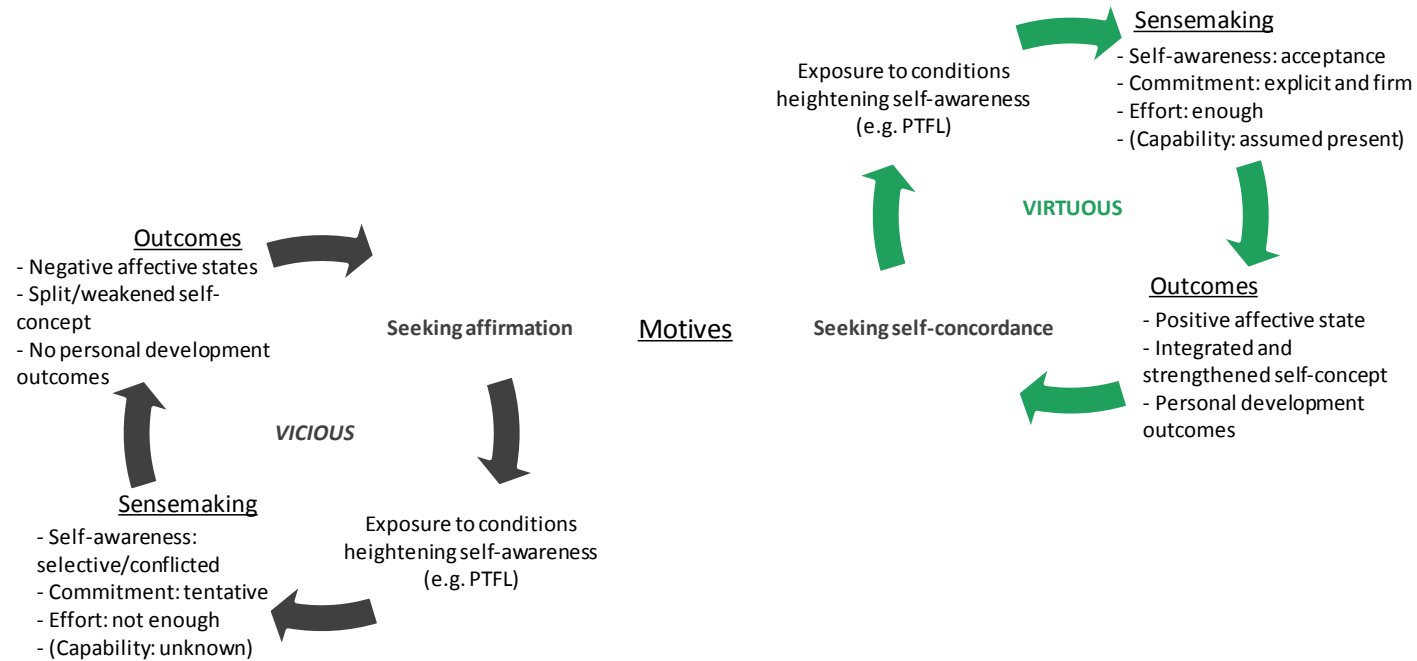 Sensemaking
- Self-awareness: acceptance
- Commitment: explicit and firm
- Effort: enough
- (Capability: assumed present)
Exposure to conditions
heightening self-awareness
(e.g. PTFL)
VIRTUOUS
Outcomes
- Positive affective state
- Integrated and
strengthened self-concept
- Personal development
outcomes
Seeking self-concordance
Motives
Seeking affirmation
Outcomes
- Negative affective states
- Split/weakened self-
concept
- No personal development
outcomes
VICIOUS
Sensemaking
- Self-awareness:
selective/conflicted
- Commitment: tentative
- Effort: not enough
- (Capability: unknown)
Exposure to conditions
heightening self-awareness
(e.g. PTFL)